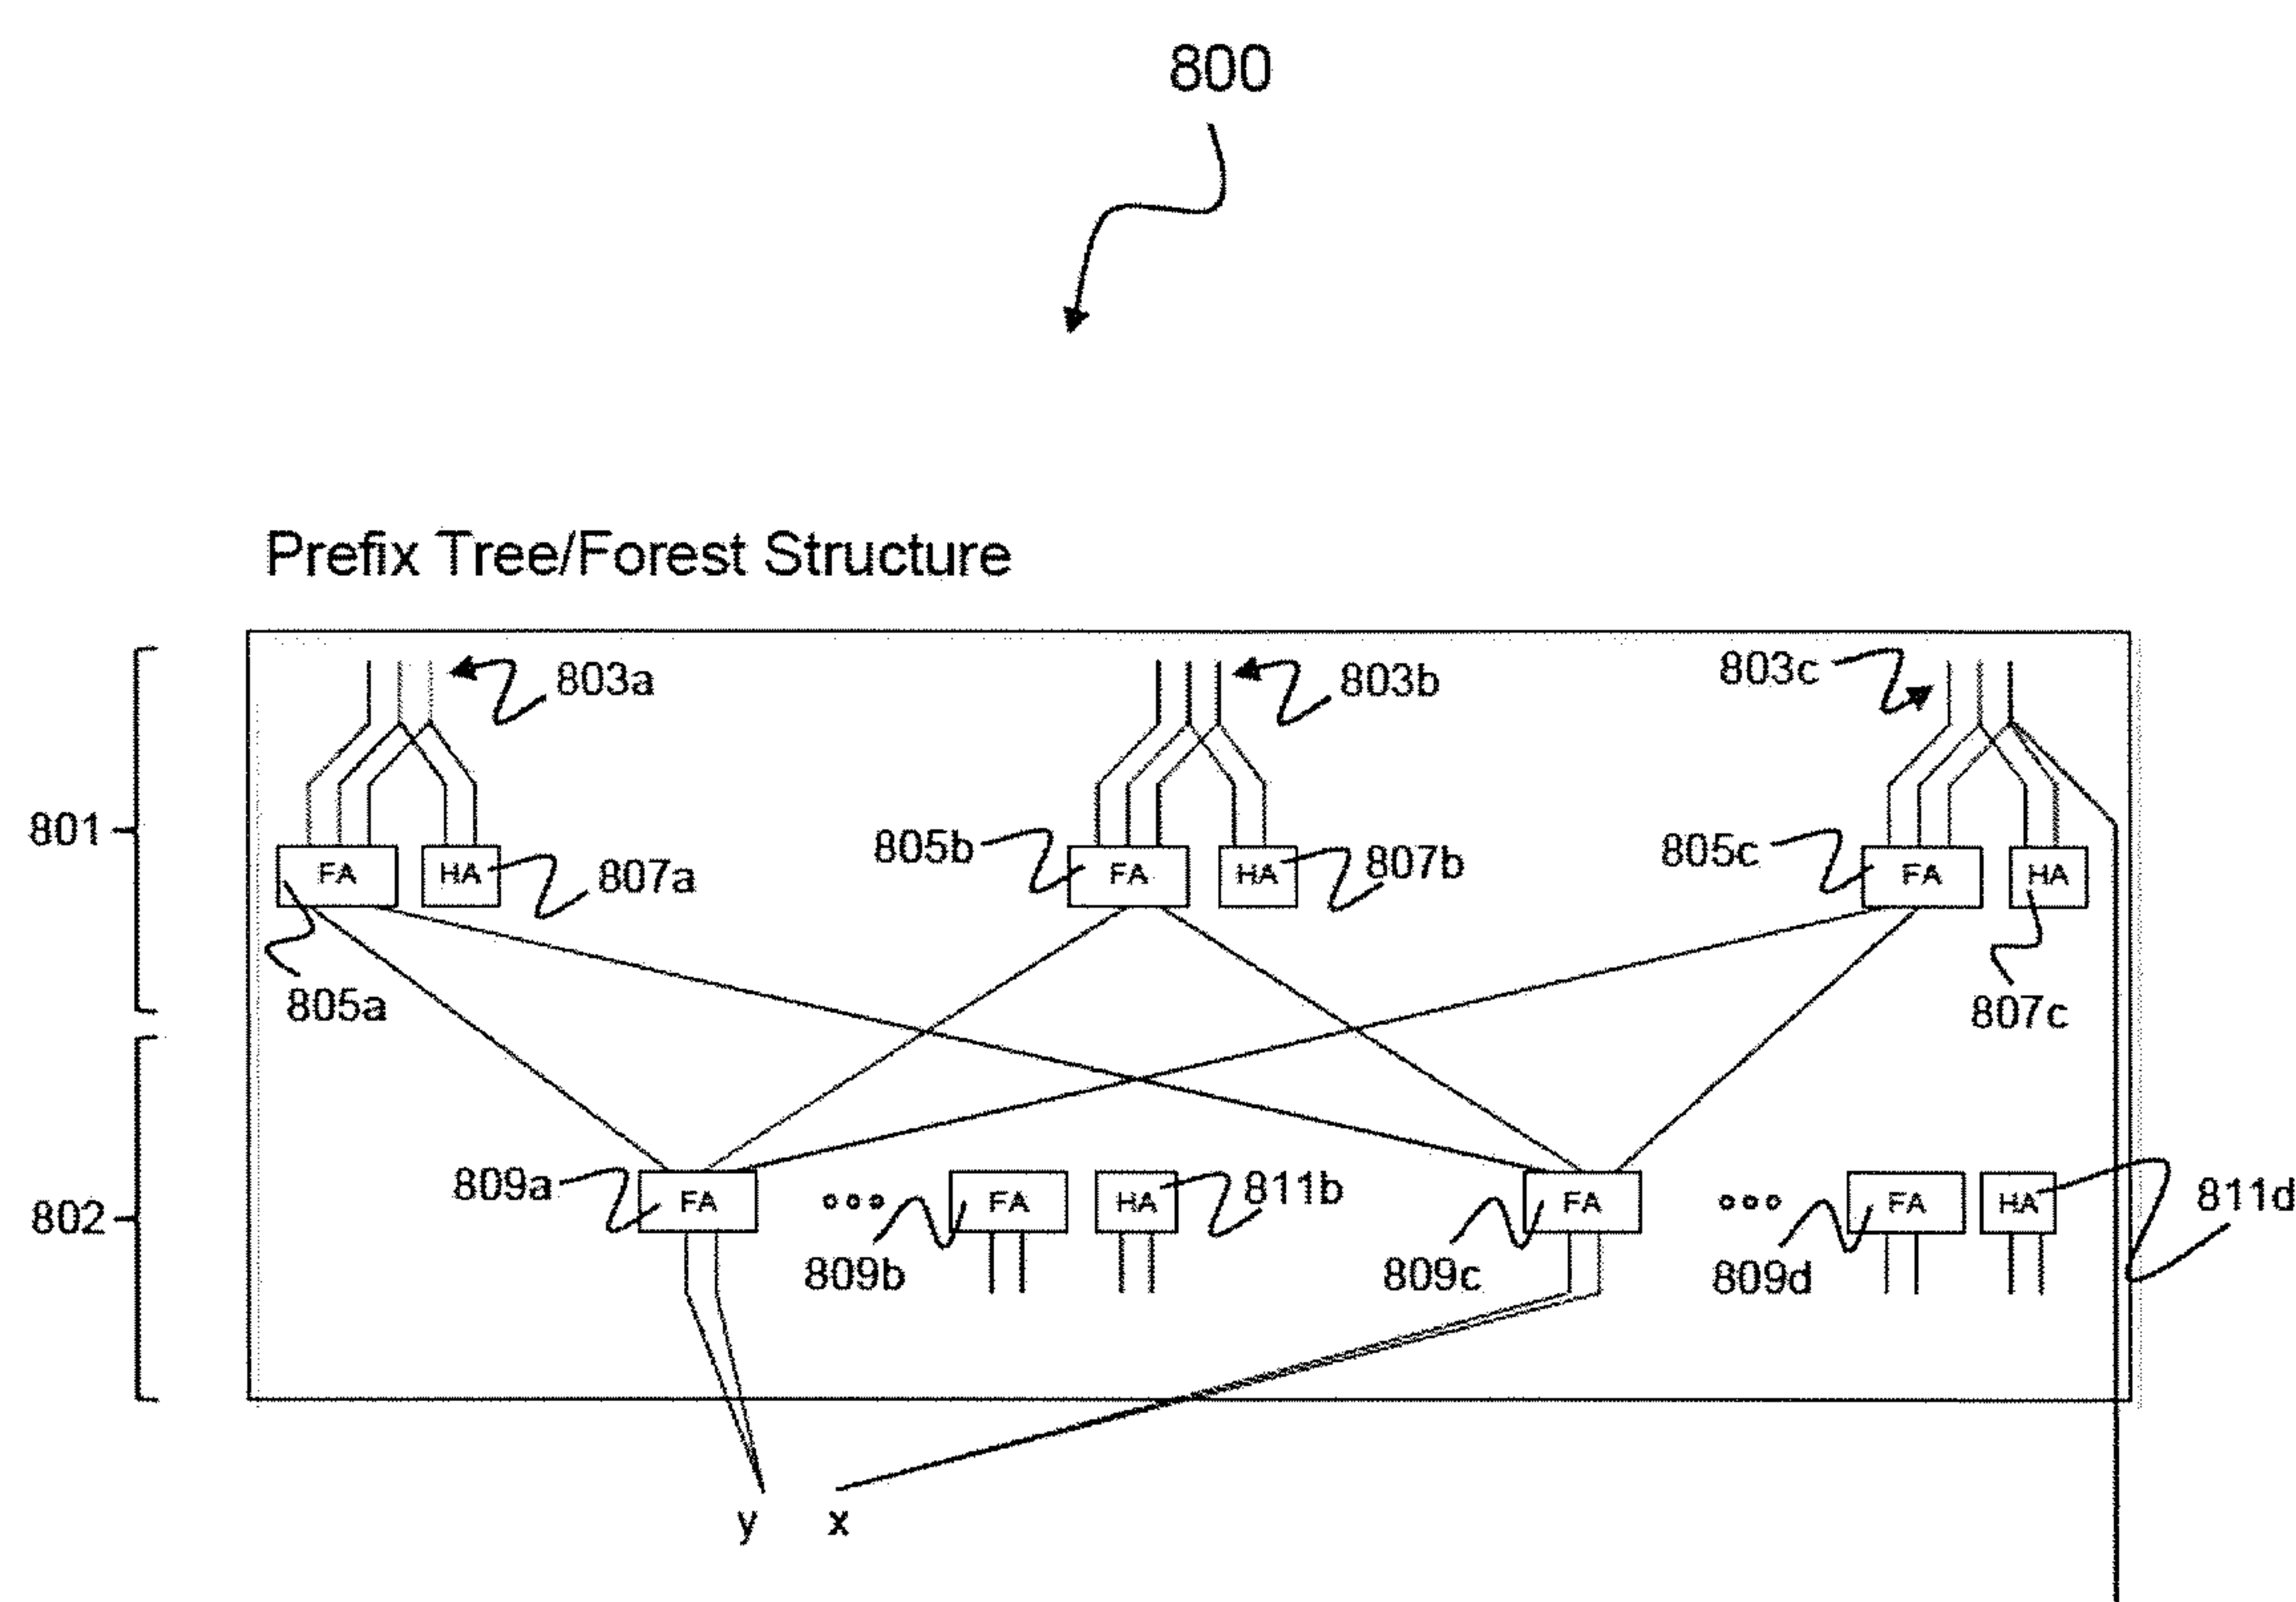 800
Prefix Tree/Forest Structure
803a
803b
803c
801
FA
HA
807a
805b
FA
HA
807b
805c
FA
HA
805a
807c
802
809a
FA
FA
HA
811b
FA
FA
HA
811d
809b
809c
809d
y
x